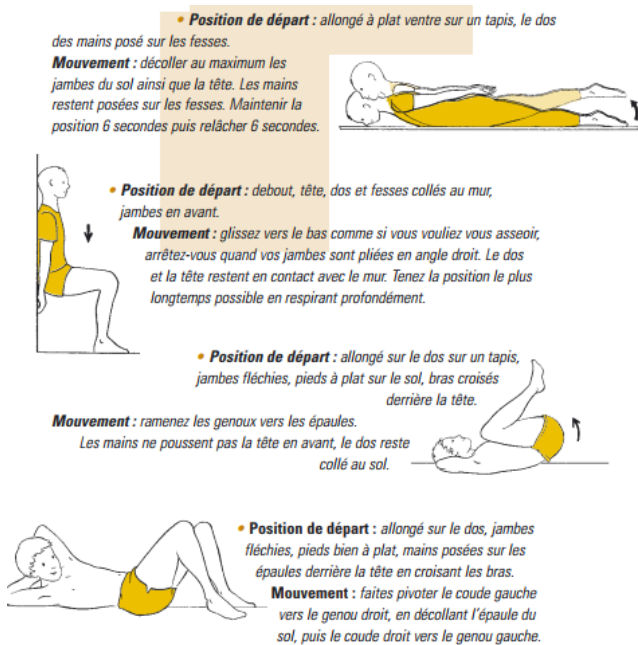 • Position de départ : allongé à plat ventre sur un tapis, le dos
des mains posé sur les fesses.
Mouvement : décoller au maximum les
jambes du sol ainsi que la tête. Les mains
restent posées sur les fesses. Maintenir la
position 6 secondes puis relâcher 6 secondes.
• Position de départ : debout, tête, dos et fesses collés au mur,
jambes en avant.
Mouvement : glissez vers le bas comme si vous vouliez vous asseoir,
arrêtez-vous quand vos jambes sont pliées en angle droit. Le dos
et la tête restent en contact avec le mur. Tenez la position le plus
longtemps possible en respirant profondément.
• Position de départ : allongé sur le dos sur un tapis,
jambes fléchies, pieds à plat sur le sol, bras croisés
derrière la tête.
Mouvement : ramenez les genoux vers les épaules.
Les mains ne poussent pas la tête en avant, le dos reste
collé au sol.
• Position de départ : allongé sur le dos, jambes
fléchies, pieds bien à plat, mains posées sur les
épaules derrière la tête en croisant les bras.
Mouvement : faites pivoter le coude gauche
vers le genou droit, en décollant l'épaule du
sol, puis le coude droit vers le genou gauche.